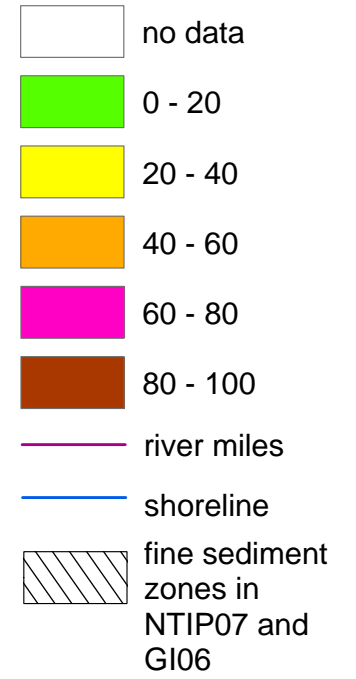 no data
0 - 20
20 - 40
40 - 60
60 - 80
80 - 100
river miles
shoreline
fine sediment
zones in
NTIP07 and
GI06